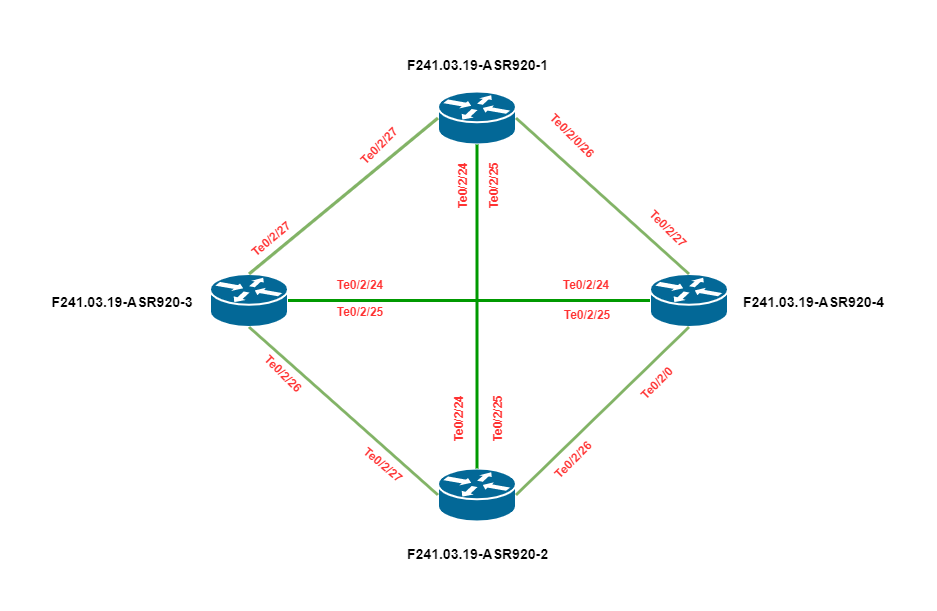 F241.03.19-ASR920-1
Te0/2/27
Te0/2/0/26
Te0/2/24
Te0/2/25
Te0/2/27
Te0/2/27
Te0/2/24
Te0/2/24
F241.03.19-ASR920-3
F241.03.19-ASR920-4
Te0/2/25
Te0/2/25
Te0/2/26
Te0/2/0
Te0/2/24
Te0/2/25
Te0/2/27
Te0/2/26
F241.03.19-ASR920-2